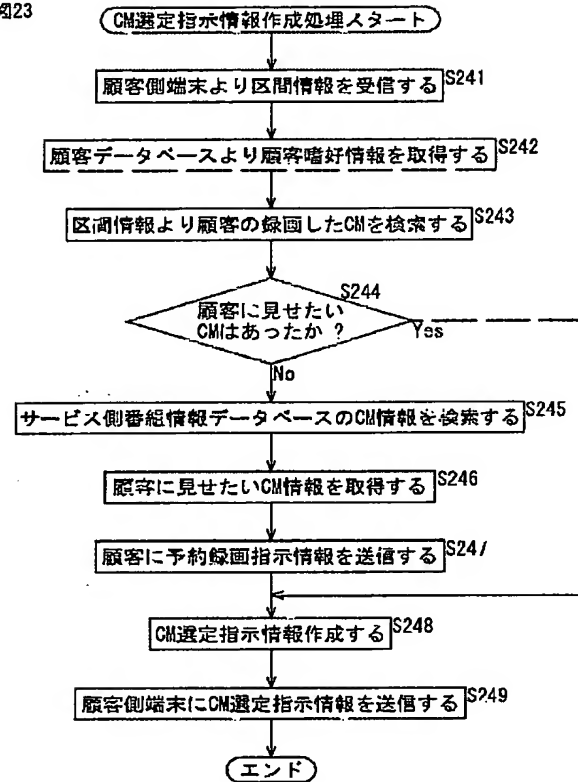 図23
CM選定指示情報作成処理スタート
顧客側端末より区間情報を受信する S241
顧客データベースより顧客嗜好情報を取得する S242
区間情報より顧客の録画したCMを検索する S243
S244
顧客に見せたい
CMはあったか ?
Yes
No
サービス側番組情報データベースのCM情報を検索する S245
顧客に見せたいCM情報を取得する S246
顧客に予約録画指示情報を送信する S247
CM選定指示情報作成する S248
顧客側端末にCM選定指示情報を送信する S249
エンド